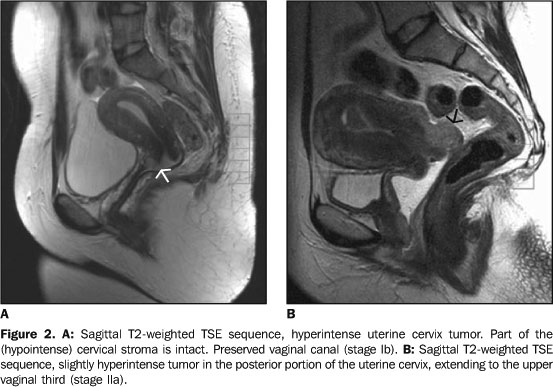 A
B
Figure 2. A: Sagittal T2-weighted TSE sequence, hyperintense uterine cervix tumor. Part of the
(hypointense) cervical stroma is intact. Preserved vaginal canal (stage Ib). B: Sagittal T2-weighted TSE
sequence, slightly hyperintense tumor in the posterior portion of the uterine cervix, extending to the upper
vaginal third (stage IIa).